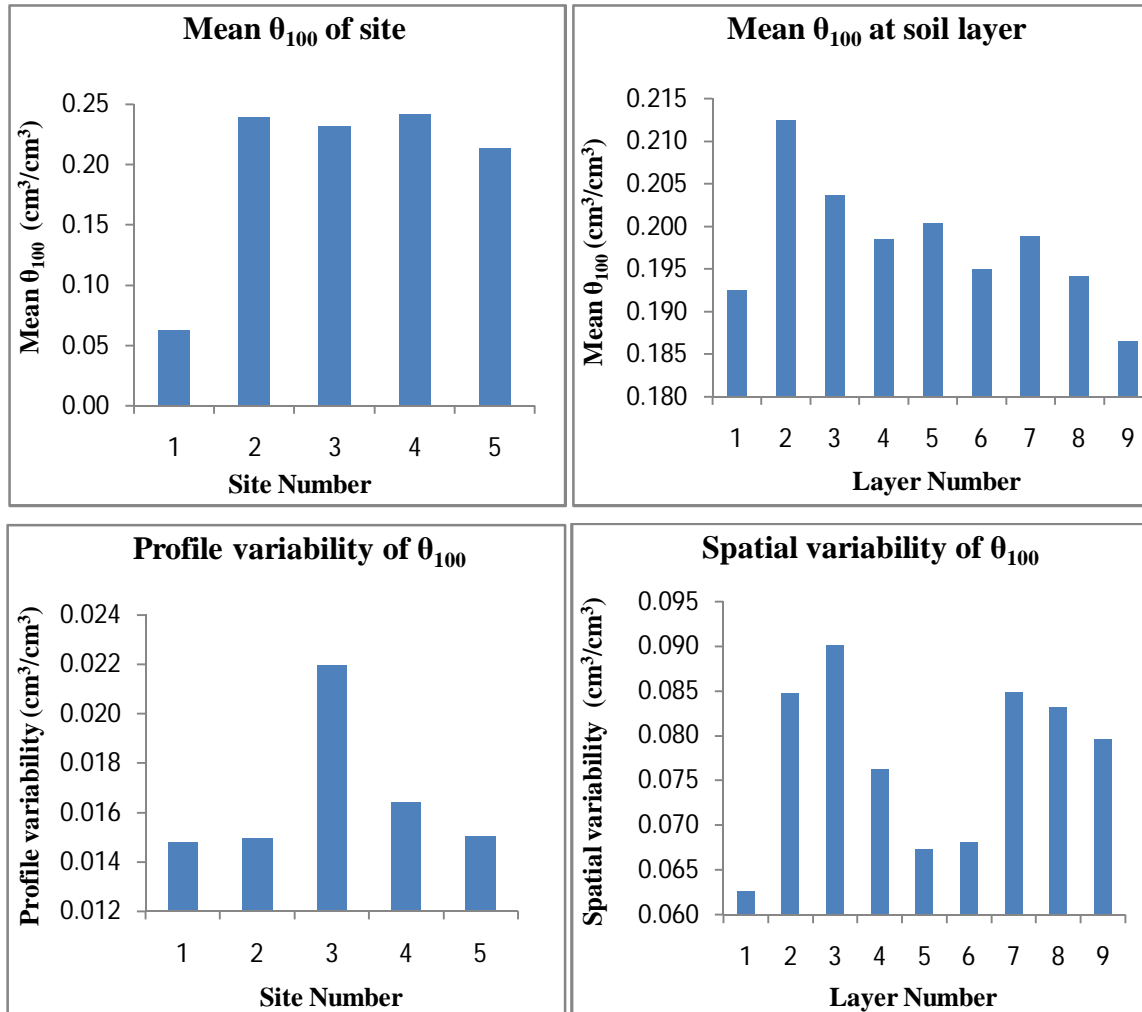 Mean θ₁₀₀ of site
Mean θ₁₀₀ (cm³/cm³)
0.25
0.20
0.15
0.10
0.05
0.00
1 2 3 4 5
Site Number
Mean θ₁₀₀ at soil layer
Mean θ₁₀₀ (cm³/cm³)
0.215
0.210
0.205
0.200
0.195
0.190
0.185
0.180
1 2 3 4 5 6 7 8 9
Layer Number
Profile variability of θ₁₀₀
Profile variability (cm³/cm³)
0.024
0.022
0.020
0.018
0.016
0.014
0.012
1 2 3 4 5
Site Number
Spatial variability of θ₁₀₀
Spatial variability (cm³/cm³)
0.095
0.090
0.085
0.080
0.075
0.070
0.065
0.060
1 2 3 4 5 6 7 8 9
Layer Number